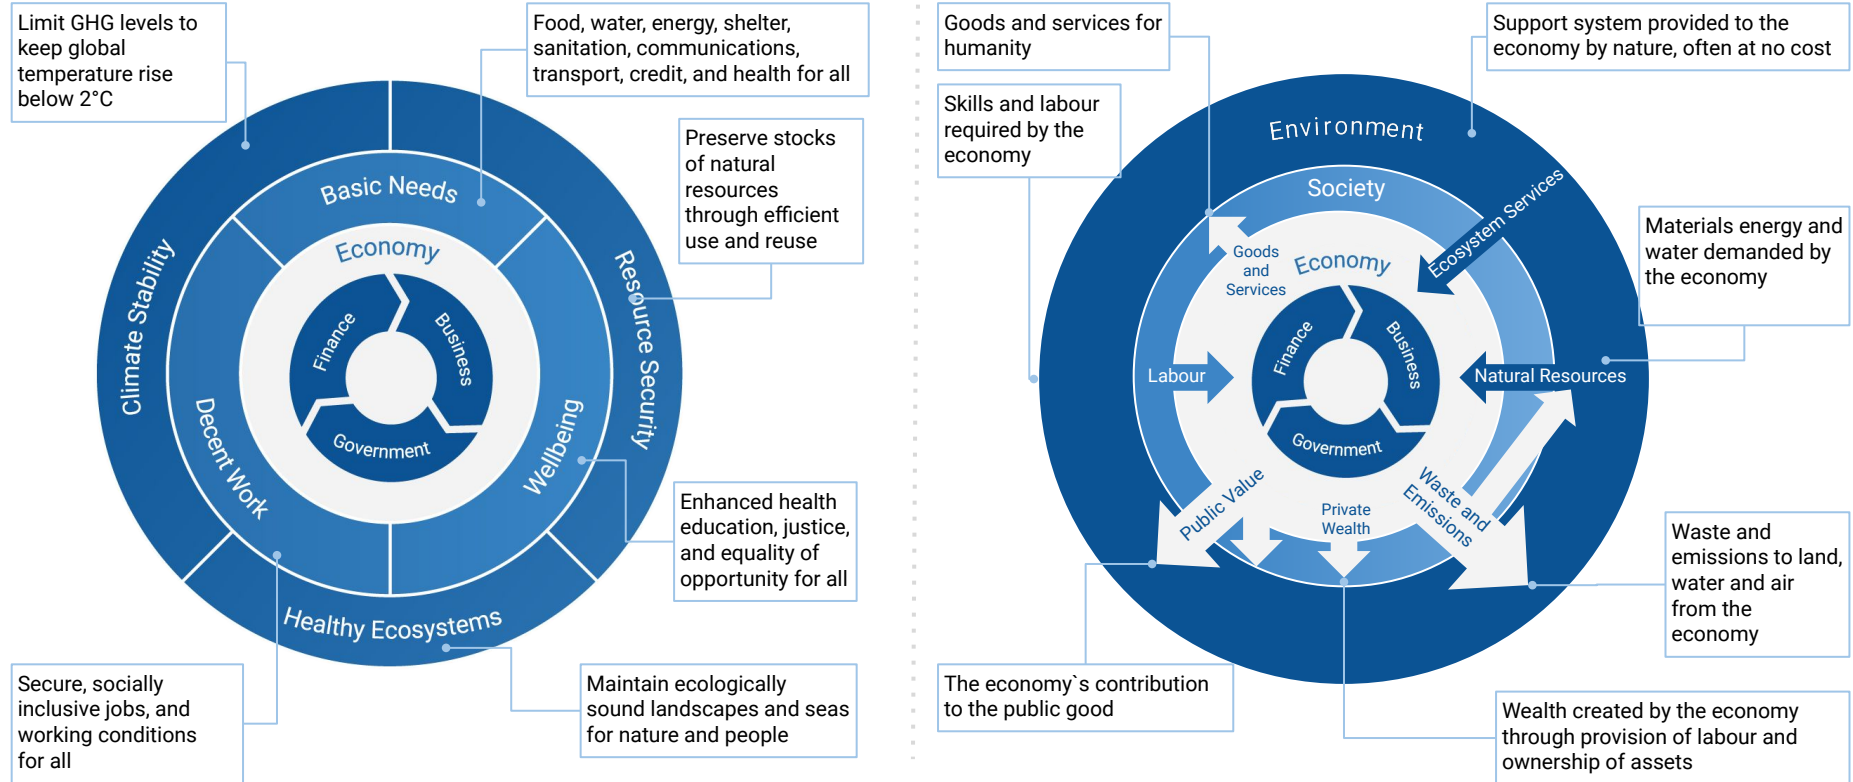 Limit GHG levels to
keep global
temperature rise
below 2°C
Food, water, energy, shelter,
sanitation, communications,
transport, credit, and health for all
Preserve stocks
of natural
resources
through efficient
use and reuse
Basic Needs
Economy
Climate Stability
Resource Security
Finance
Business
Government
Decent Work
Wellbeing
Healthy Ecosystems
Enhanced health
education, justice,
and equality of
opportunity for all
Secure, socially
inclusive jobs, and
working conditions
for all
Maintain ecologically
sound landscapes and seas
for nature and people
Goods and services for
humanity
Support system provided to the
economy by nature, often at no cost
Skills and labour
required by the
economy
Environment
Society
Ecosystem Services
Materials energy and
water demanded by
the economy
Goods
and
Services
Economy
Finance
Business
Government
Labour
Natural Resources
Public Value
Private
Wealth
Waste and
Emissions
Waste and
emissions to land,
water and air
from the
economy
The economy`s contribution
to the public good
Wealth created by the economy
through provision of labour and
ownership of assets